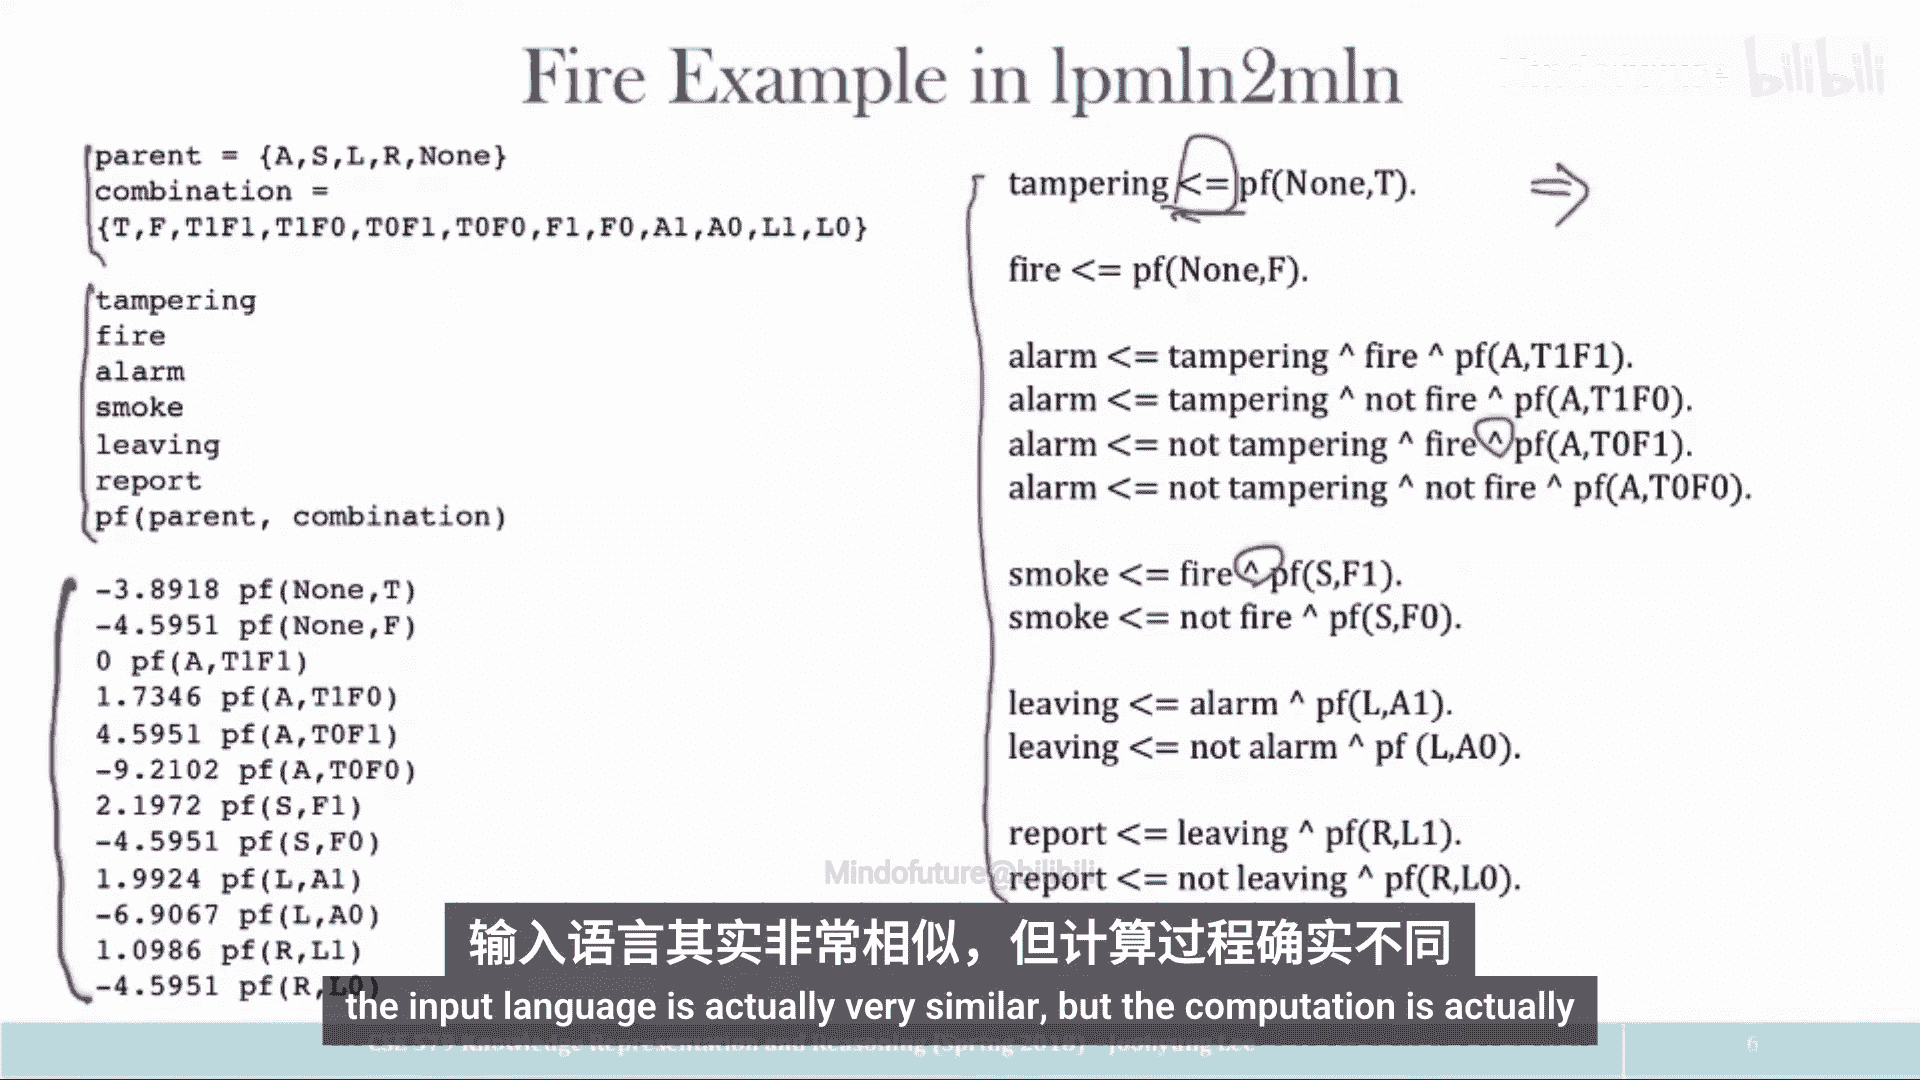 Fire Example in lpmln2mln
bilibili
parent = {A,S,L,R,None}
combination =
{T,F,T1F1,T1F0,T0F1,T0F0,F1,F0,A1,A0,L1,L0}
tampering
fire
alarm
smoke
leaving
report
pf(parent, combination)
-3.8918 pf(None,T)
-4.5951 pf(None,F)
0 pf(A,T1F1)
1.7346 pf(A,T1F0)
4.5951 pf(A,T0F1)
-9.2102 pf(A,T0F0)
2.1972 pf(S,F1)
-4.5951 pf(S,F0)
1.9924 pf(L,A1)
-6.9067 pf(L,A0)
1.0986 pf(R,L1)
-4.5951 pf(R,L0)
tampering <= pf(None,T). ⇒
fire <= pf(None,F).
alarm <= tampering ^ fire ^ pf(A,T1F1).
alarm <= tampering ^ not fire ^ pf(A,T1F0).
alarm <= not tampering ^ fire ^ pf(A,T0F1).
alarm <= not tampering ^ not fire ^ pf(A,T0F0).
smoke <= fire ^ pf(S,F1).
smoke <= not fire ^ pf(S,F0).
leaving <= alarm ^ pf(L,A1).
leaving <= not alarm ^ pf (L,A0).
report <= leaving ^ pf(R,L1).
report <= not leaving ^ pf(R,L0).
Mindofuture@bilibili
输入语言其实非常相似，但计算过程确实不同
the input language is actually very similar, but the computation is actually
6